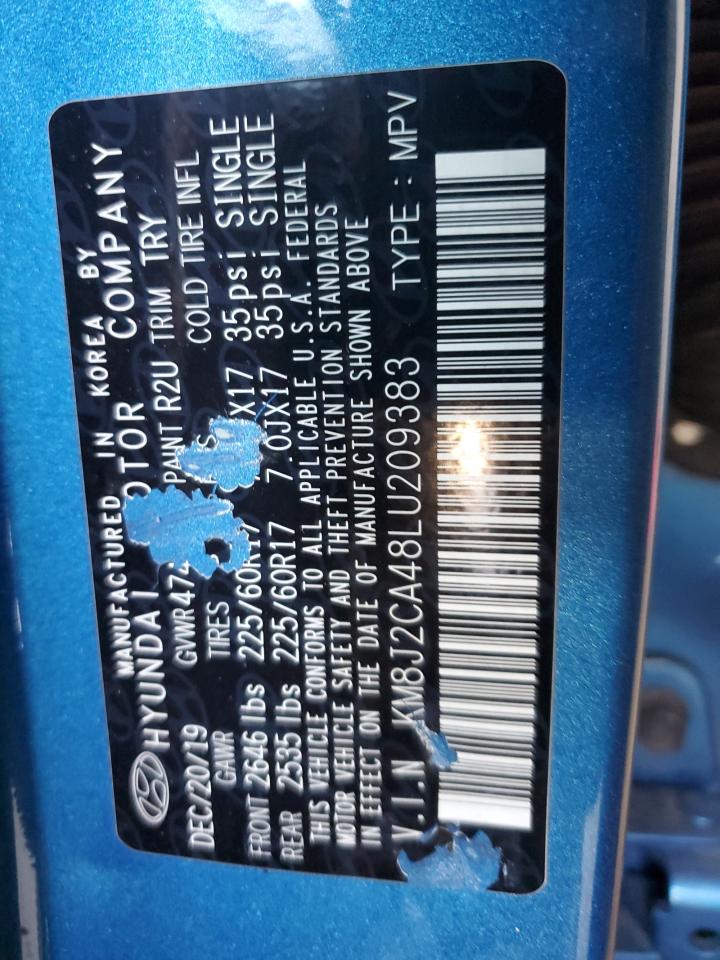 MANUFACTURED IN KOREA BY
HYUNDAI MOTOR COMPANY
DEC/20/19 GVWR 474 PAINT R2U TRIM TRY
GAWR TIRES COLD TIRE INFL
FRONT 2646 lbs 225/60R17 JX17 35psi SINGLE
REAR 2535 lbs 225/60R17 7.0JX17 35psi SINGLE
THIS VEHICLE CONFORMS TO ALL APPLICABLE U.S.A. FEDERAL
MOTOR VEHICLE SAFETY AND THEFT PREVENTION STANDARDS
IN EFFECT ON THE DATE OF MANUFACTURE SHOWN ABOVE
V.I.N KM8J2CA48LU209383 TYPE : MPV